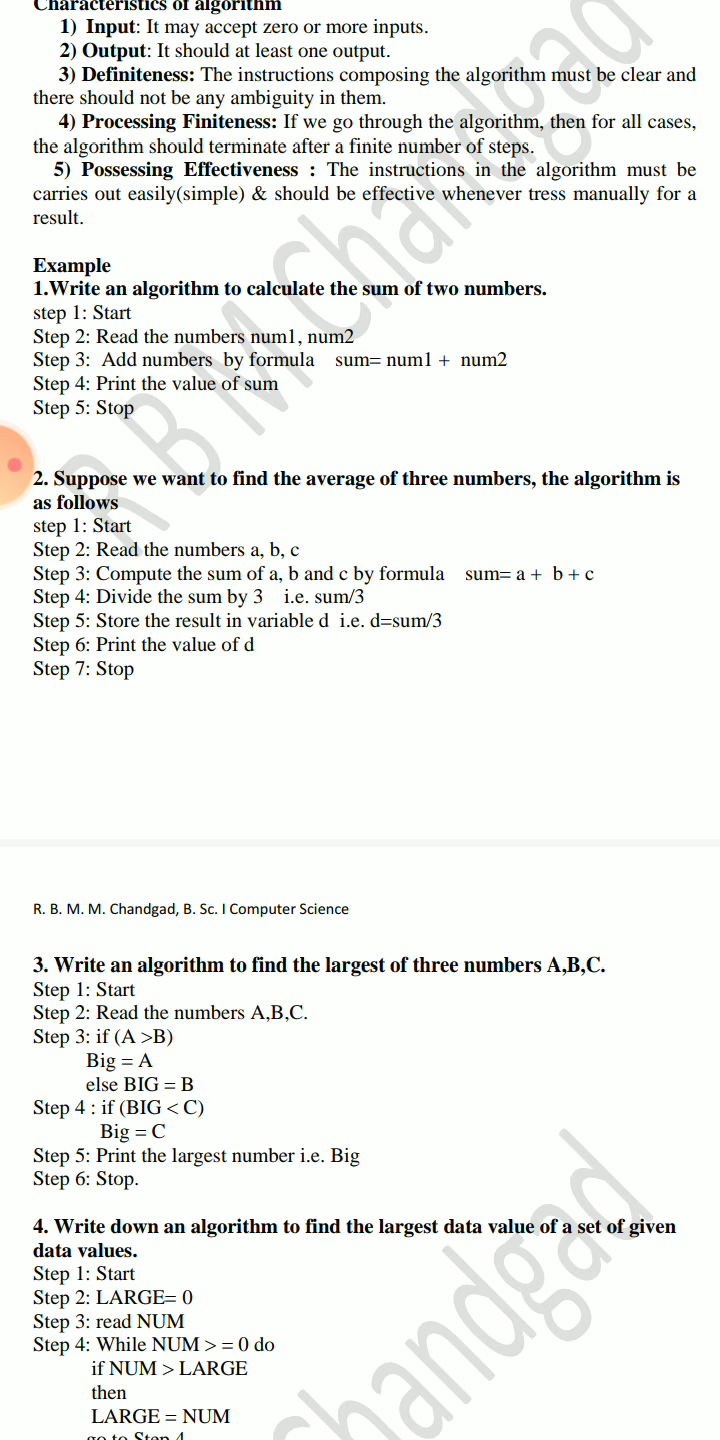 Characteristics of algorithm
1) Input: It may accept zero or more inputs.
2) Output: It should at least one output.
3) Definiteness: The instructions composing the algorithm must be clear and
there should not be any ambiguity in them.
4) Processing Finiteness: If we go through the algorithm, then for all cases,
the algorithm should terminate after a finite number of steps.
5) Possessing Effectiveness : The instructions in the algorithm must be
carries out easily(simple) & should be effective whenever tress manually for a
result.
Example
1.Write an algorithm to calculate the sum of two numbers.
step 1: Start
Step 2: Read the numbers num1, num2
Step 3: Add numbers by formula sum= num1 + num2
Step 4: Print the value of sum
Step 5: Stop
2. Suppose we want to find the average of three numbers, the algorithm is
as follows
step 1: Start
Step 2: Read the numbers a, b, c
Step 3: Compute the sum of a, b and c by formula sum= a + b + c
Step 4: Divide the sum by 3 i.e. sum/3
Step 5: Store the result in variable d i.e. d=sum/3
Step 6: Print the value of d
Step 7: Stop
R B M Chandgad
R. B. M. M. Chandgad, B. Sc. I Computer Science
3. Write an algorithm to find the largest of three numbers A,B,C.
Step 1: Start
Step 2: Read the numbers A,B,C.
Step 3: if (A >B)
Big = A
else BIG = B
Step 4 : if (BIG < C)
Big = C
Step 5: Print the largest number i.e. Big
Step 6: Stop.
4. Write down an algorithm to find the largest data value of a set of given
data values.
Step 1: Start
Step 2: LARGE= 0
Step 3: read NUM
Step 4: While NUM > = 0 do
if NUM > LARGE
then
LARGE = NUM
go to Step 4
handgad